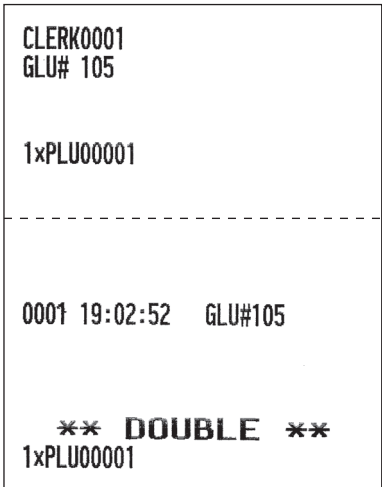 CLERK0001
GLU# 105
1xPLU00001
0001 19:02:52 GLU#105
** DOUBLE **
1xPLU00001